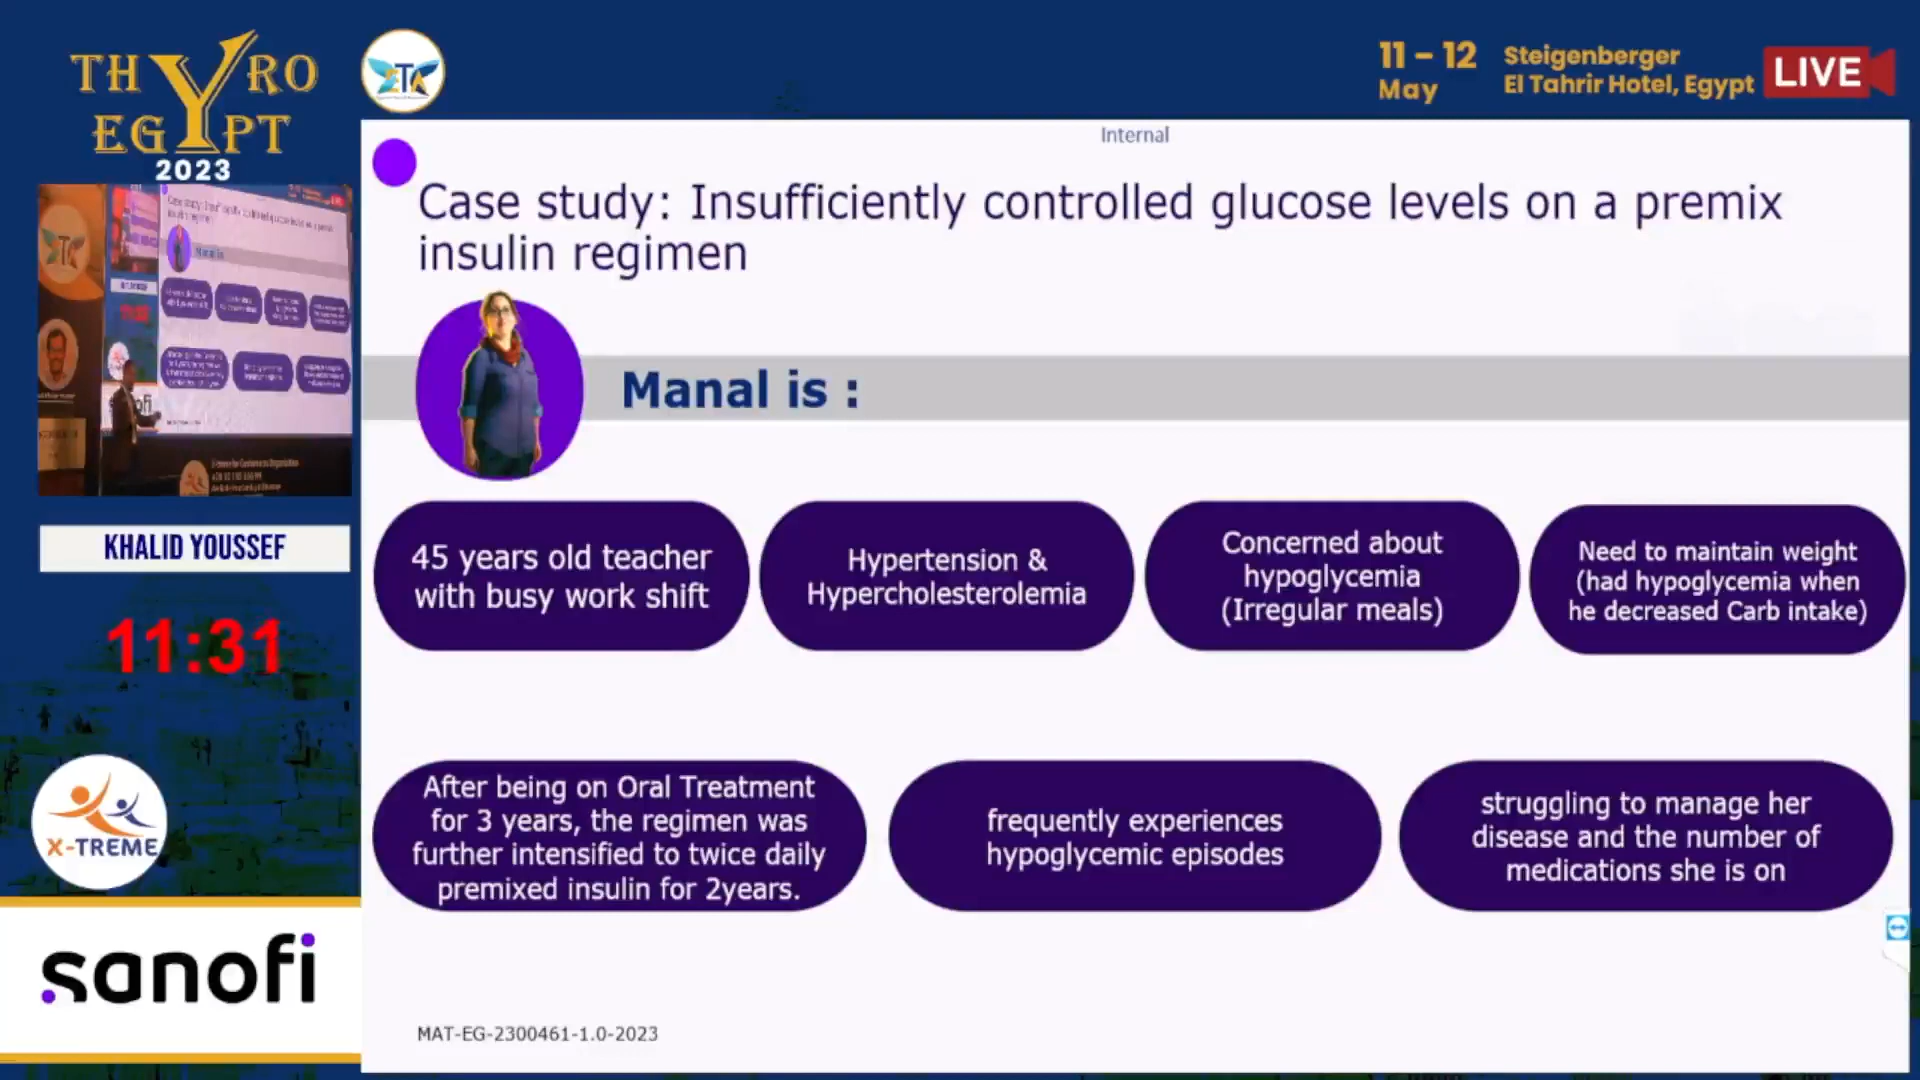 THYRO
EGYPT
2023
ETA
11 – 12
May
Steigenberger
El Tahrir Hotel, Egypt
LIVE
Internal
Case study: Insufficiently controlled glucose levels on a premix
insulin regimen
Manal is :
45 years old teacher
with busy work shift
Hypertension &
Hypercholesterolemia
Concerned about
hypoglycemia
(Irregular meals)
Need to maintain weight
(had hypoglycemia when
he decreased Carb intake)
After being on Oral Treatment
for 3 years, the regimen was
further intensified to twice daily
premixed insulin for 2years.
frequently experiences
hypoglycemic episodes
struggling to manage her
disease and the number of
medications she is on
MAT-EG-2300461-1.0-2023
KHALID YOUSSEF
11:31
X-TREME
sanofi